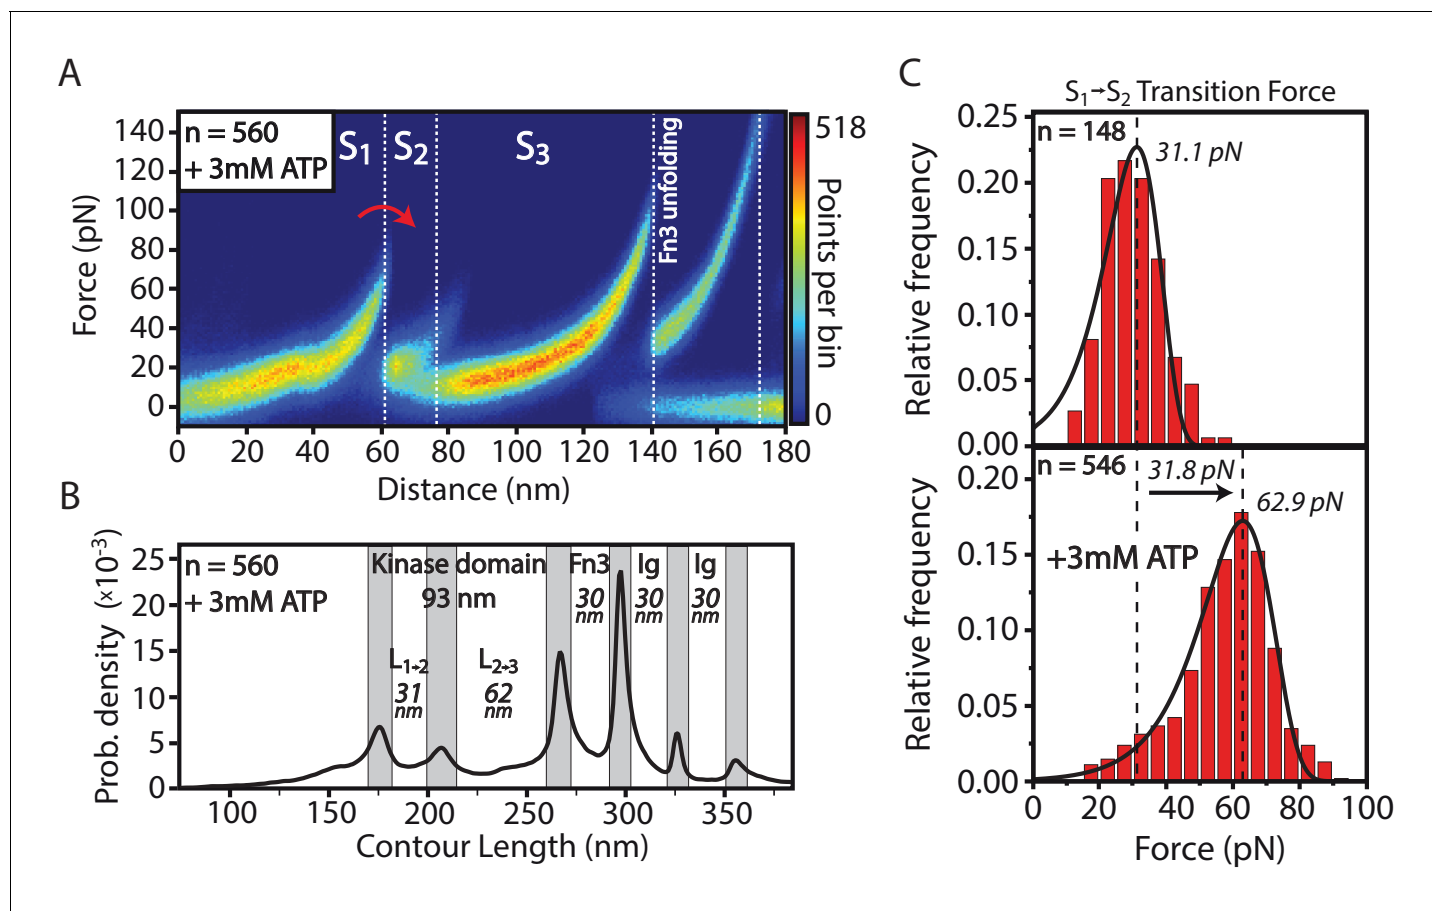 A
n = 560
+ 3mM ATP
S₁
S₂
S₃
Fn3 unfolding
518
Points per bin
0
Force (pN)
140
120
100
80
60
40
20
0
0 20 40 60 80 100 120 140 160 180
Distance (nm)
B
n = 560
+ 3mM ATP
Kinase domain
93 nm
Fn3
30
nm
Ig
30
nm
Ig
30
nm
L₁→₂
31
nm
L₂→₃
62
nm
Prob. density (×10⁻³)
25
20
15
10
5
0
100 150 200 250 300 350
Contour Length (nm)
C
S₁→S₂ Transition Force
n = 148
31.1 pN
Relative frequency
0.25
0.20
0.15
0.10
0.05
0.00
n = 546
31.8 pN
62.9 pN
+3mM ATP
Relative frequency
0.20
0.15
0.10
0.05
0.00
0 20 40 60 80 100
Force (pN)